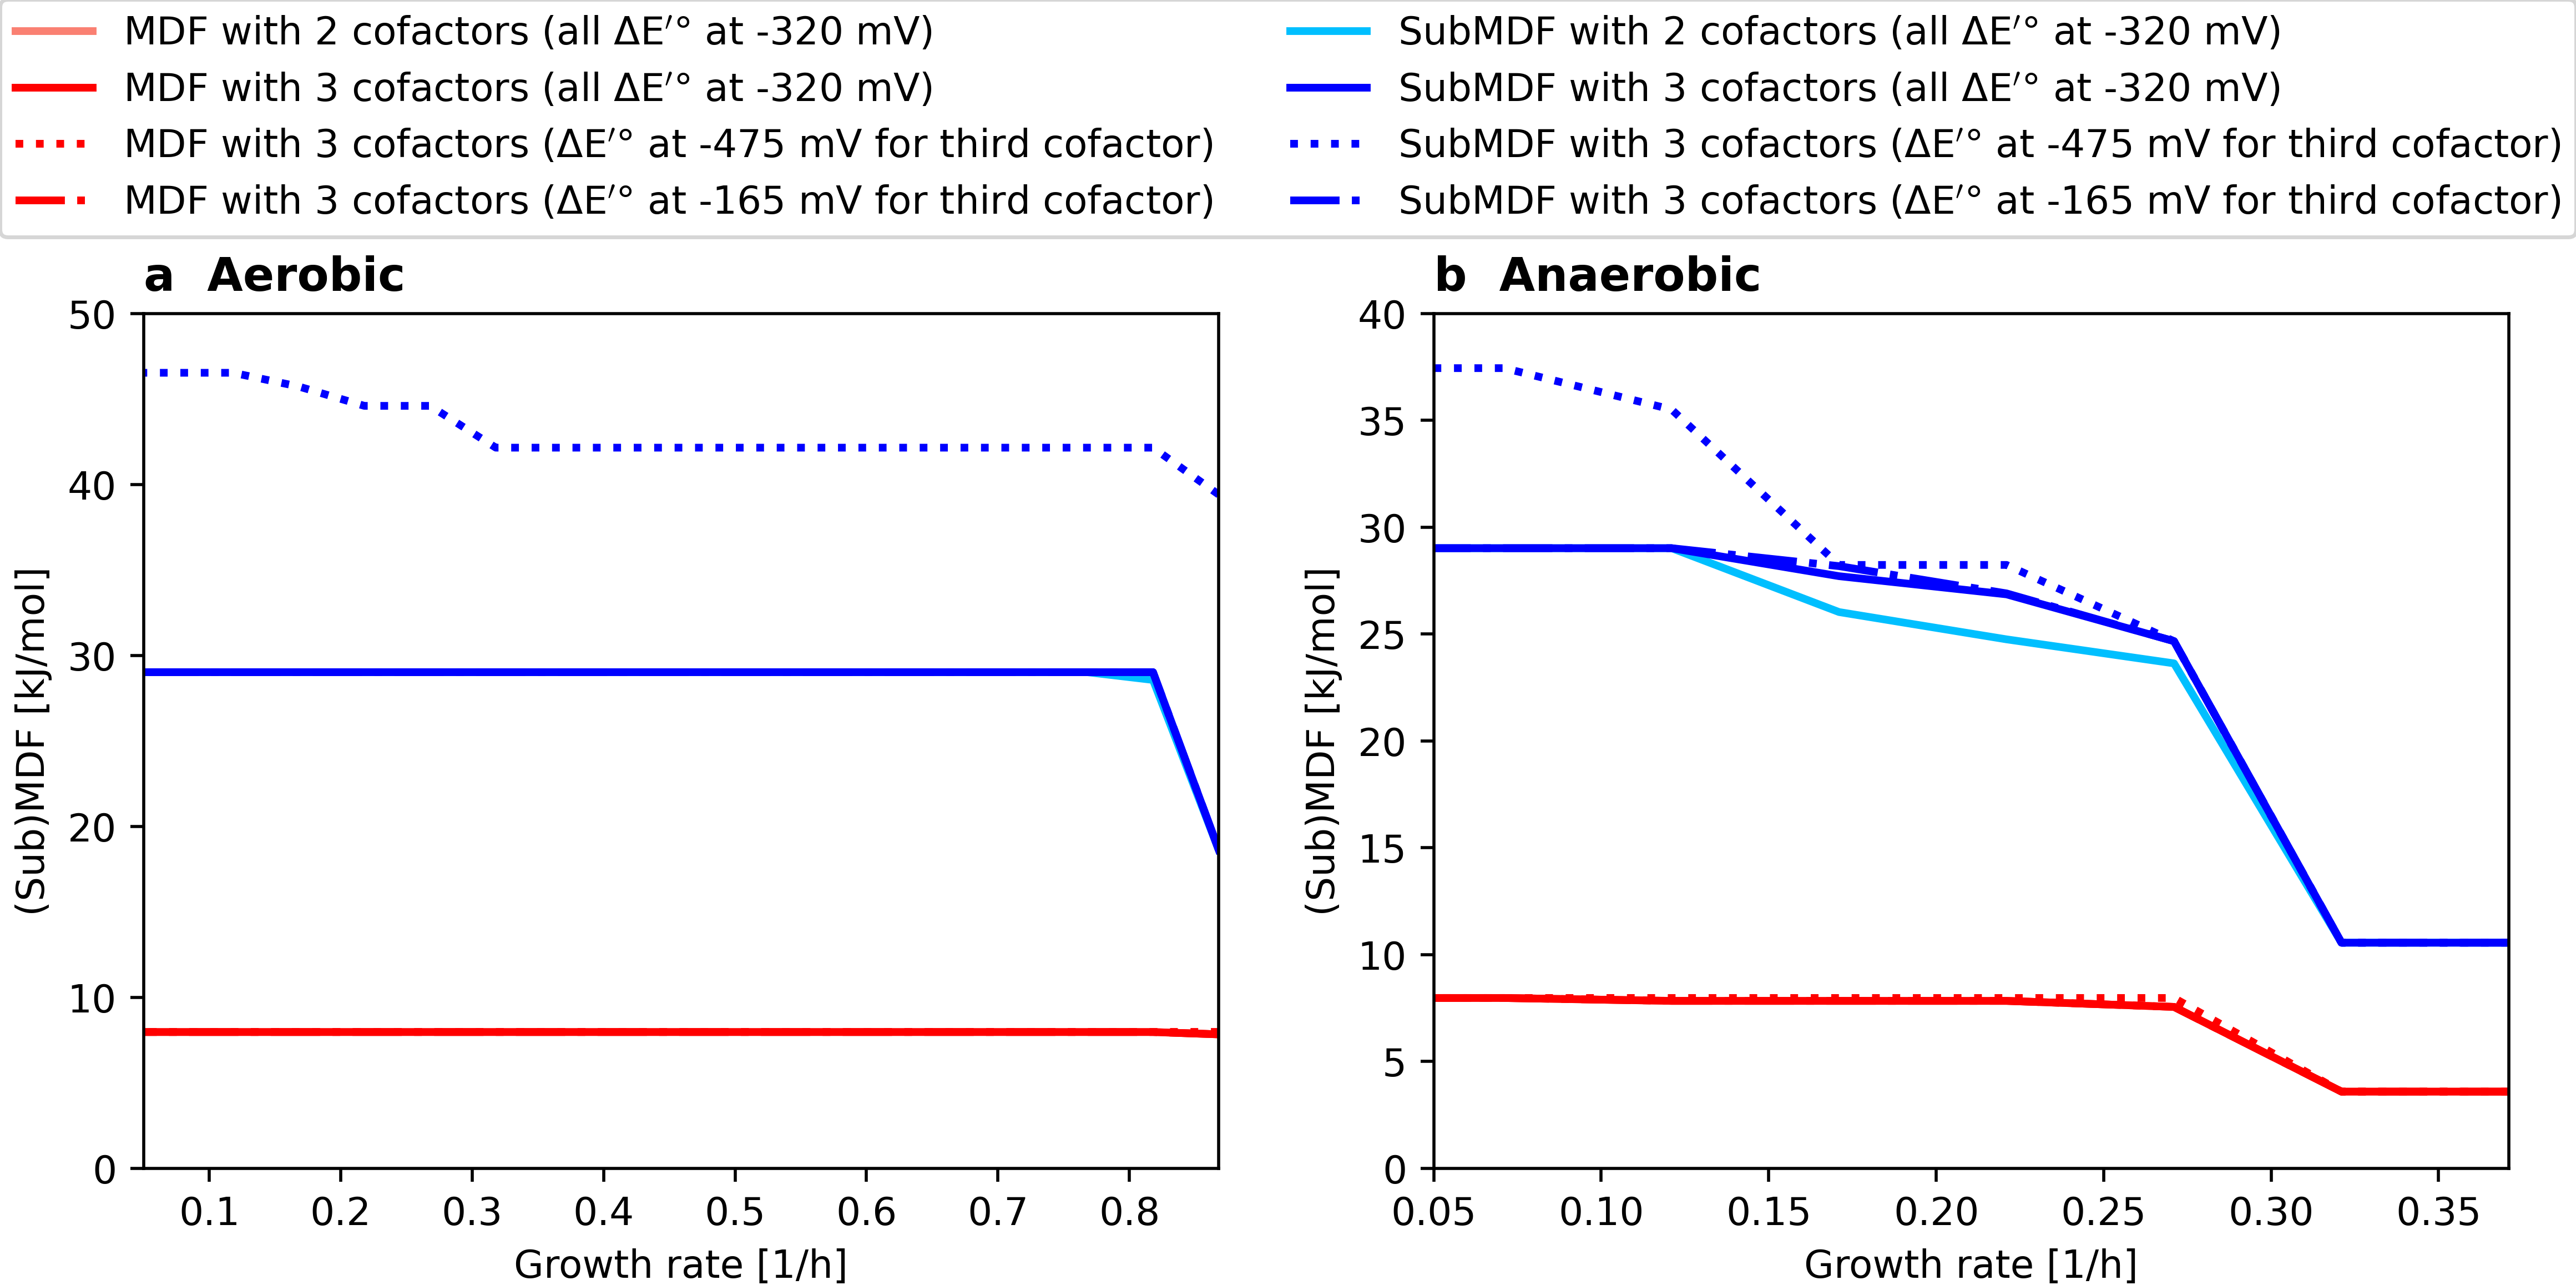 MDF with 2 cofactors (all ΔE′° at -320 mV)
MDF with 3 cofactors (all ΔE′° at -320 mV)
MDF with 3 cofactors (ΔE′° at -475 mV for third cofactor)
MDF with 3 cofactors (ΔE′° at -165 mV for third cofactor)
SubMDF with 2 cofactors (all ΔE′° at -320 mV)
SubMDF with 3 cofactors (all ΔE′° at -320 mV)
SubMDF with 3 cofactors (ΔE′° at -475 mV for third cofactor)
SubMDF with 3 cofactors (ΔE′° at -165 mV for third cofactor)
a Aerobic
(Sub)MDF [kJ/mol]
50
40
30
20
10
0
0.1 0.2 0.3 0.4 0.5 0.6 0.7 0.8
Growth rate [1/h]
b Anaerobic
(Sub)MDF [kJ/mol]
40
35
30
25
20
15
10
5
0
0.05 0.10 0.15 0.20 0.25 0.30 0.35
Growth rate [1/h]